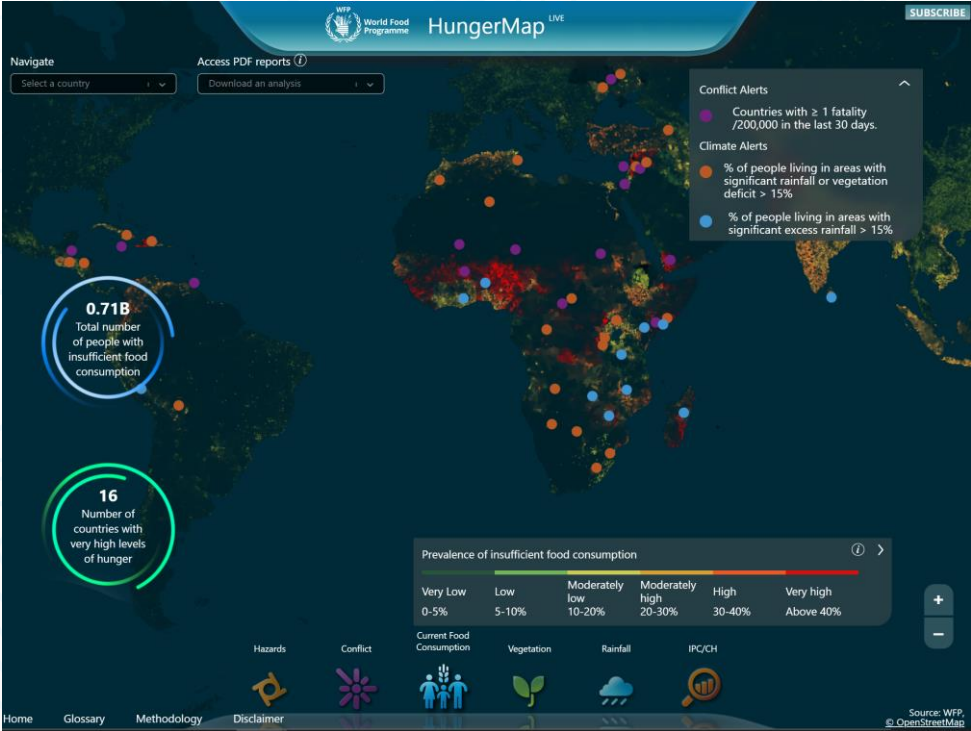 WFP
World Food
Programme
HungerMap LIVE
SUBSCRIBE
Navigate
Select a country
Access PDF reports i
Download an analysis
Conflict Alerts
Countries with ≥ 1 fatality
/200,000 in the last 30 days.
Climate Alerts
% of people living in areas with
significant rainfall or vegetation
deficit > 15%
% of people living in areas with
significant excess rainfall > 15%
0.71B
Total number
of people with
insufficient food
consumption
16
Number of
countries with
very high levels
of hunger
Prevalence of insufficient food consumption i
Very Low
Low
Moderately
low
Moderately
high
High
Very high
0-5%
5-10%
10-20%
20-30%
30-40%
Above 40%
+
−
Hazards
Conflict
Current Food
Consumption
Vegetation
Rainfall
IPC/CH
Home
Glossary
Methodology
Disclaimer
Source: WFP,
© OpenStreetMap